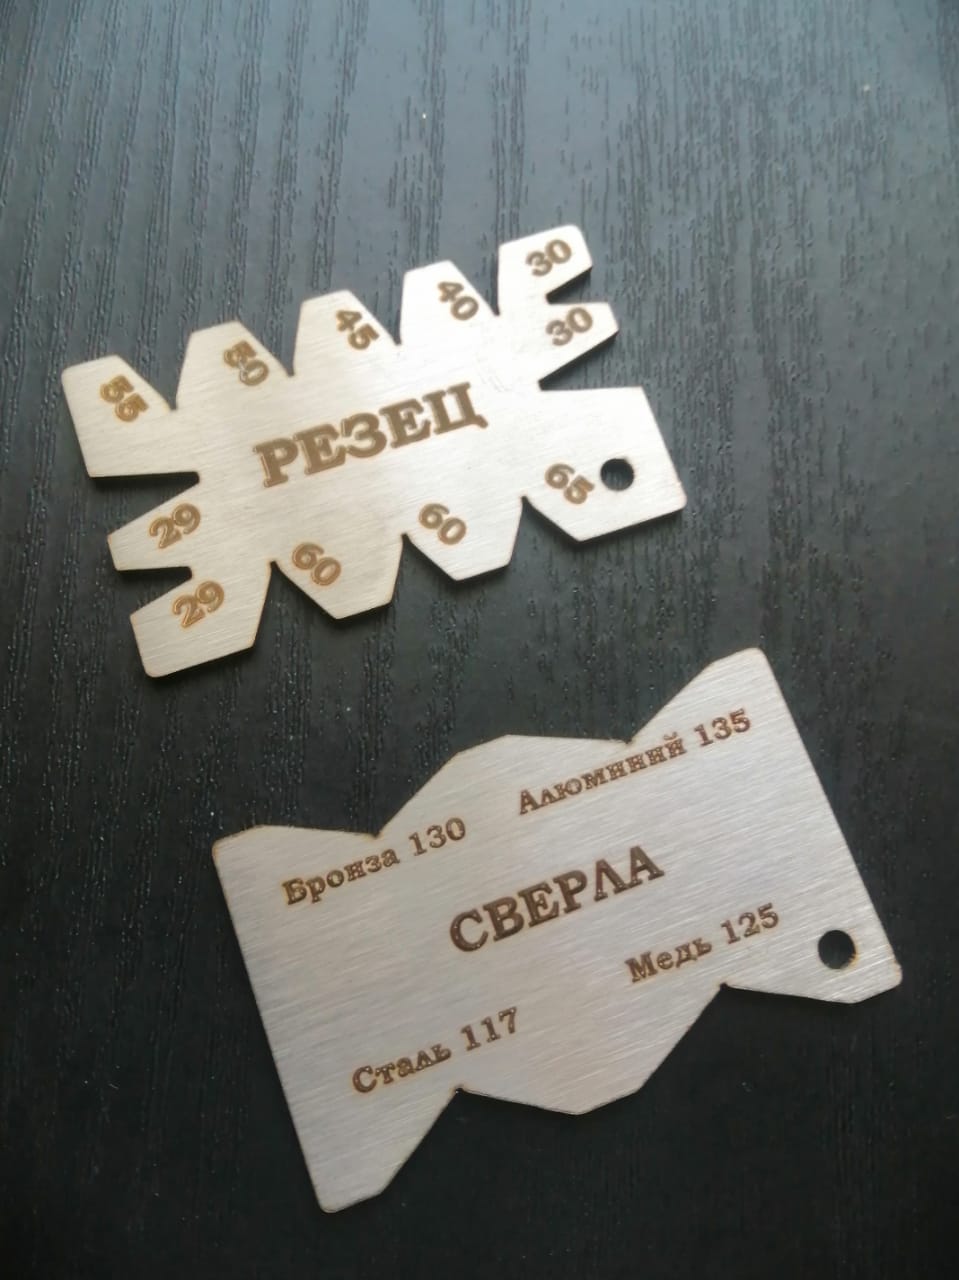 30
40
45
50
55
30
РЕЗЕЦ
65
29
60
60
29
Алюминий 135
Бронза 130
СВЕРЛА
Медь 125
Сталь 117